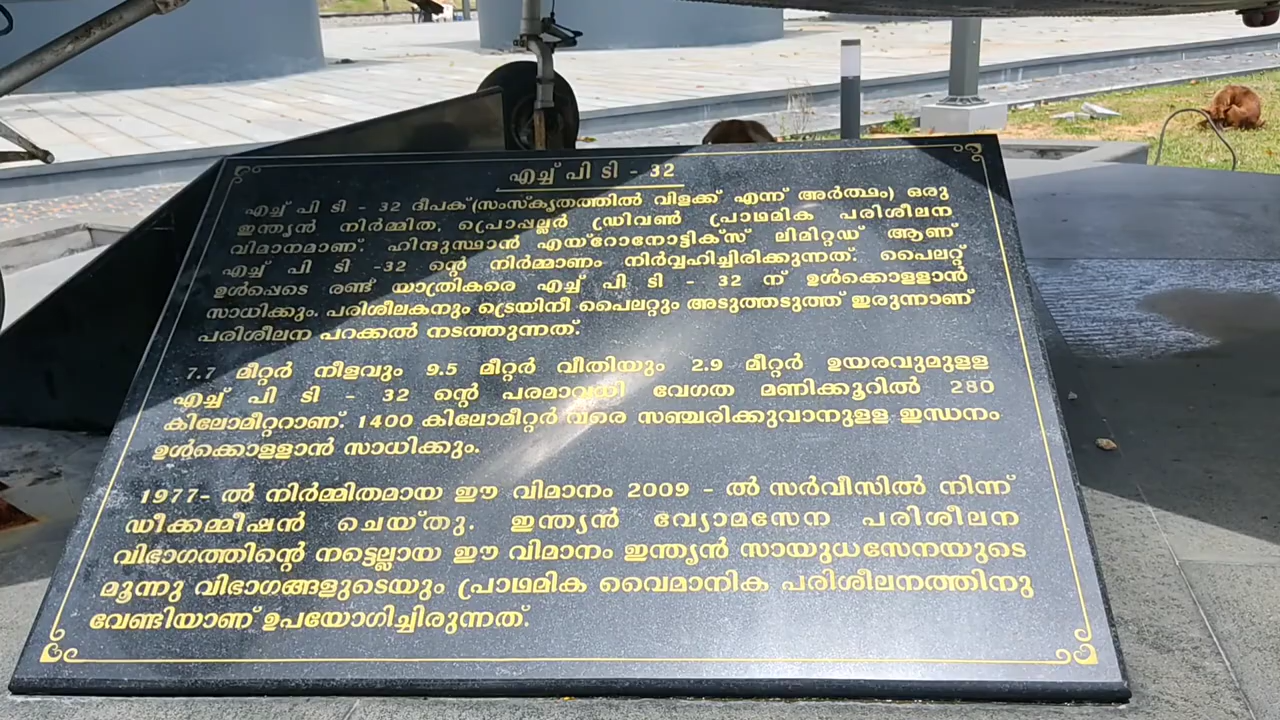 എച്ച് പി ടി - 32
എച്ച് പി ടി - 32 ദീപക് (സംസ്കൃതത്തിൽ വിളക്ക് എന്ന് അർത്ഥം) ഒരു
ഇന്ത്യൻ നിർമ്മിത, പ്രൊപ്പല്ലർ ഡ്രിവൺ പ്രാഥമിക പരിശീലന
വിമാനമാണ്. ഹിന്ദുസ്ഥാൻ എയ്റോനോട്ടിക്സ് ലിമിറ്റഡ് ആണ്
എച്ച് പി ടി -32 ന്റെ നിർമ്മാണം നിർവ്വഹിച്ചിരിക്കുന്നത്. പൈലറ്റ്
ഉൾപ്പെടെ രണ്ട് യാത്രികരെ എച്ച് പി ടി - 32 ന് ഉൾക്കൊളളാൻ
സാധിക്കും. പരിശീലകനും ട്രെയിനീ പൈലറ്റും അടുത്തടുത്ത് ഇരുന്നാണ്
പരിശീലന പറക്കൽ നടത്തുന്നത്.
7.7 മീറ്റർ നീളവും 9.5 മീറ്റർ വീതിയും 2.9 മീറ്റർ ഉയരവുമുളള
എച്ച് പി ടി - 32 ന്റെ പരമാവധി വേഗത മണിക്കൂറിൽ 280
കിലോമീറ്ററാണ്. 1400 കിലോമീറ്റർ വരെ സഞ്ചരിക്കുവാനുളള ഇന്ധനം
ഉൾക്കൊളളാൻ സാധിക്കും.
1977- ൽ നിർമ്മിതമായ ഈ വിമാനം 2009 - ൽ സർവീസിൽ നിന്ന്
ഡീക്കമ്മീഷൻ ചെയ്തു. ഇന്ത്യൻ വ്യോമസേന പരിശീലന
വിഭാഗത്തിന്റെ നട്ടെല്ലായ ഈ വിമാനം ഇന്ത്യൻ സായുധസേനയുടെ
മൂന്നു വിഭാഗങ്ങളുടെയും പ്രാഥമിക വൈമാനിക പരിശീലനത്തിനു
വേണ്ടിയാണ് ഉപയോഗിച്ചിരുന്നത്.